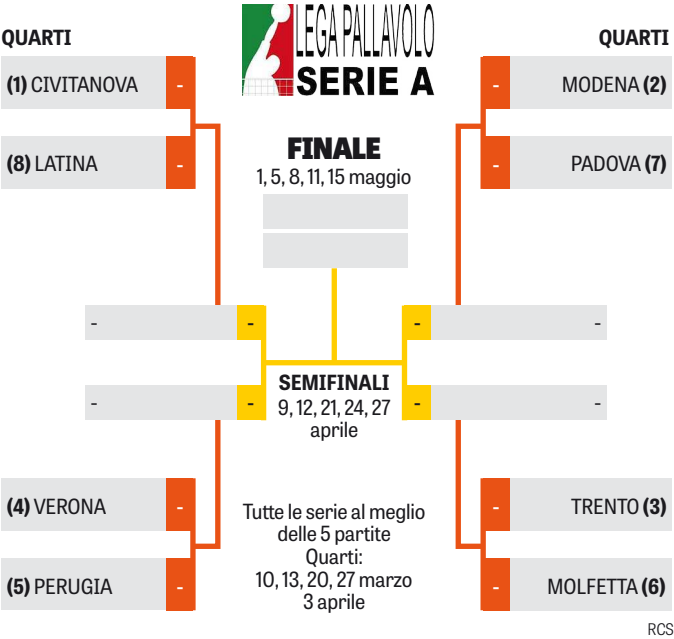 LEGA PALLAVOLO
SERIE A
QUARTI
QUARTI
(1) CIVITANOVA -
- MODENA (2)
(8) LATINA -
- PADOVA (7)
FINALE
1, 5, 8, 11, 15 maggio
- -
- -
- -
- -
SEMIFINALI
9, 12, 21, 24, 27
aprile
(4) VERONA -
- TRENTO (3)
(5) PERUGIA -
- MOLFETTA (6)
Tutte le serie al meglio
delle 5 partite
Quarti:
10, 13, 20, 27 marzo
3 aprile
RCS